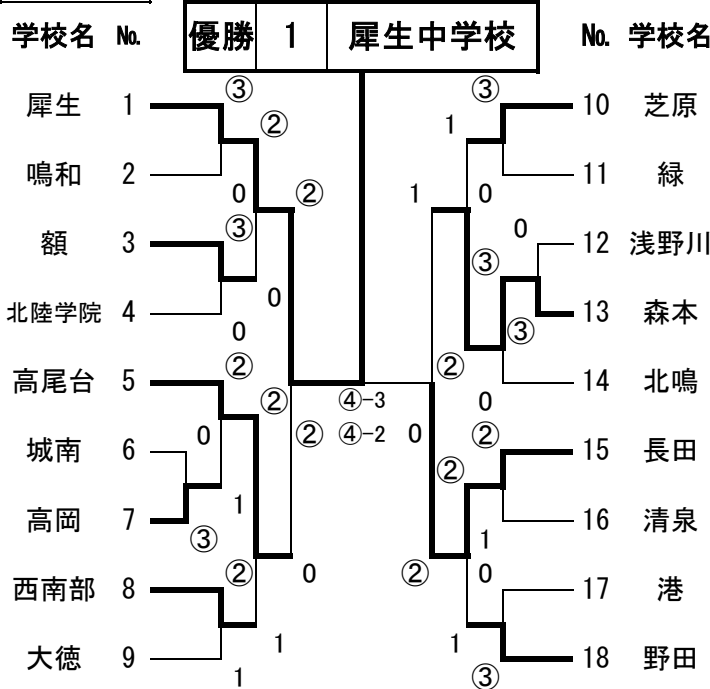 学校名 No. 優勝 1 犀生中学校 No. 学校名
③ ③
犀生 1 10 芝原
② 1
鳴和 2 11 緑
0 ② 1 0
③ 0
額 3 12 浅野川
③
0
北陸学院 4 13 森本
0 ③
② ②
高尾台 5 14 北鳴
② ④-3 0
0 ② ④-2 0 ②
城南 6 15 長田
②
1
高岡 7 16 清泉
③ 1
② 0 ② 0
西南部 8 17 港
1 1
大徳 9 18 野田
1 ③